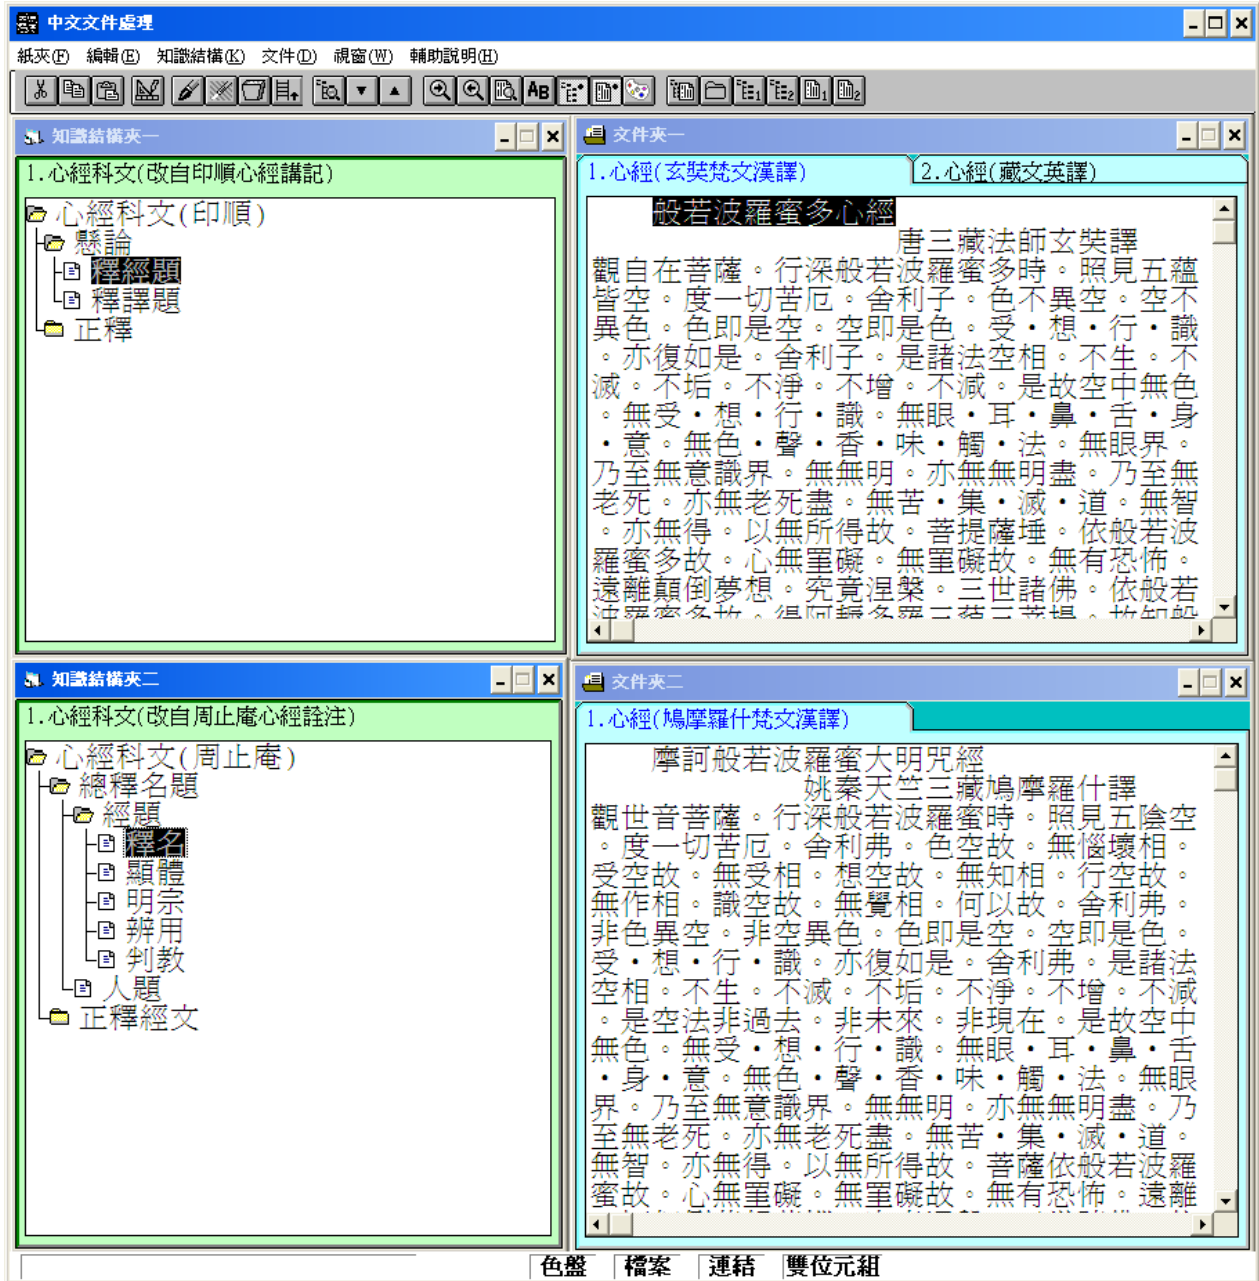 中文文件處理
紙夾(F) 編輯(E) 知識結構(K) 文件(D) 視窗(W) 輔助說明(H)
知識結構夾一
1.心經科文(改自印順心經講記)
心經科文(印順)
懸論
釋經題
釋譯題
正釋
文件夾一
1.心經(玄奘梵文漢譯) 2.心經(藏文英譯)
般若波羅蜜多心經
唐三藏法師玄奘譯
觀自在菩薩。行深般若波羅蜜多時。照見五蘊
皆空。度一切苦厄。舍利子。色不異空。空不
異色。色即是空。空即是色。受・想・行・識
。亦復如是。舍利子。是諸法空相。不生。不
滅。不垢。不淨。不增。不減。是故空中無色
。無受・想・行・識。無眼・耳・鼻・舌・身
・意。無色・聲・香・味・觸・法。無眼界。
乃至無意識界。無無明。亦無無明盡。乃至無
老死。亦無老死盡。無苦・集・滅・道。無智
。亦無得。以無所得故。菩提薩埵。依般若波
羅蜜多故。心無罣礙。無罣礙故。無有恐怖。
遠離顛倒夢想。究竟涅槃。三世諸佛。依般若
波羅蜜多故。得阿耨多羅三藐三菩提。故知般
知識結構夾二
1.心經科文(改自周止庵心經詮注)
心經科文(周止庵)
總釋名題
經題
釋名
顯體
明宗
辨用
判教
人題
正釋經文
文件夾二
1.心經(鳩摩羅什梵文漢譯)
摩訶般若波羅蜜大明咒經
姚秦天竺三藏鳩摩羅什譯
觀世音菩薩。行深般若波羅蜜時。照見五陰空
。度一切苦厄。舍利弗。色空故。無惱壞相。
受空故。無受相。想空故。無知相。行空故。
無作相。識空故。無覺相。何以故。舍利弗。
非色異空。非空異色。色即是空。空即是色。
受・想・行・識。亦復如是。舍利弗。是諸法
空相。不生。不滅。不垢。不淨。不增。不減
。是空法非過去。非未來。非現在。是故空中
無色。無受・想・行・識。無眼・耳・鼻・舌
・身・意。無色・聲・香・味・觸・法。無眼
界。乃至無意識界。無無明。亦無無明盡。乃
至無老死。亦無老死盡。無苦・集・滅・道。
無智。亦無得。以無所得故。菩薩依般若波羅
蜜故。心無罣礙。無罣礙故。無有恐怖。遠離
色盤 檔案 連結 雙位元組